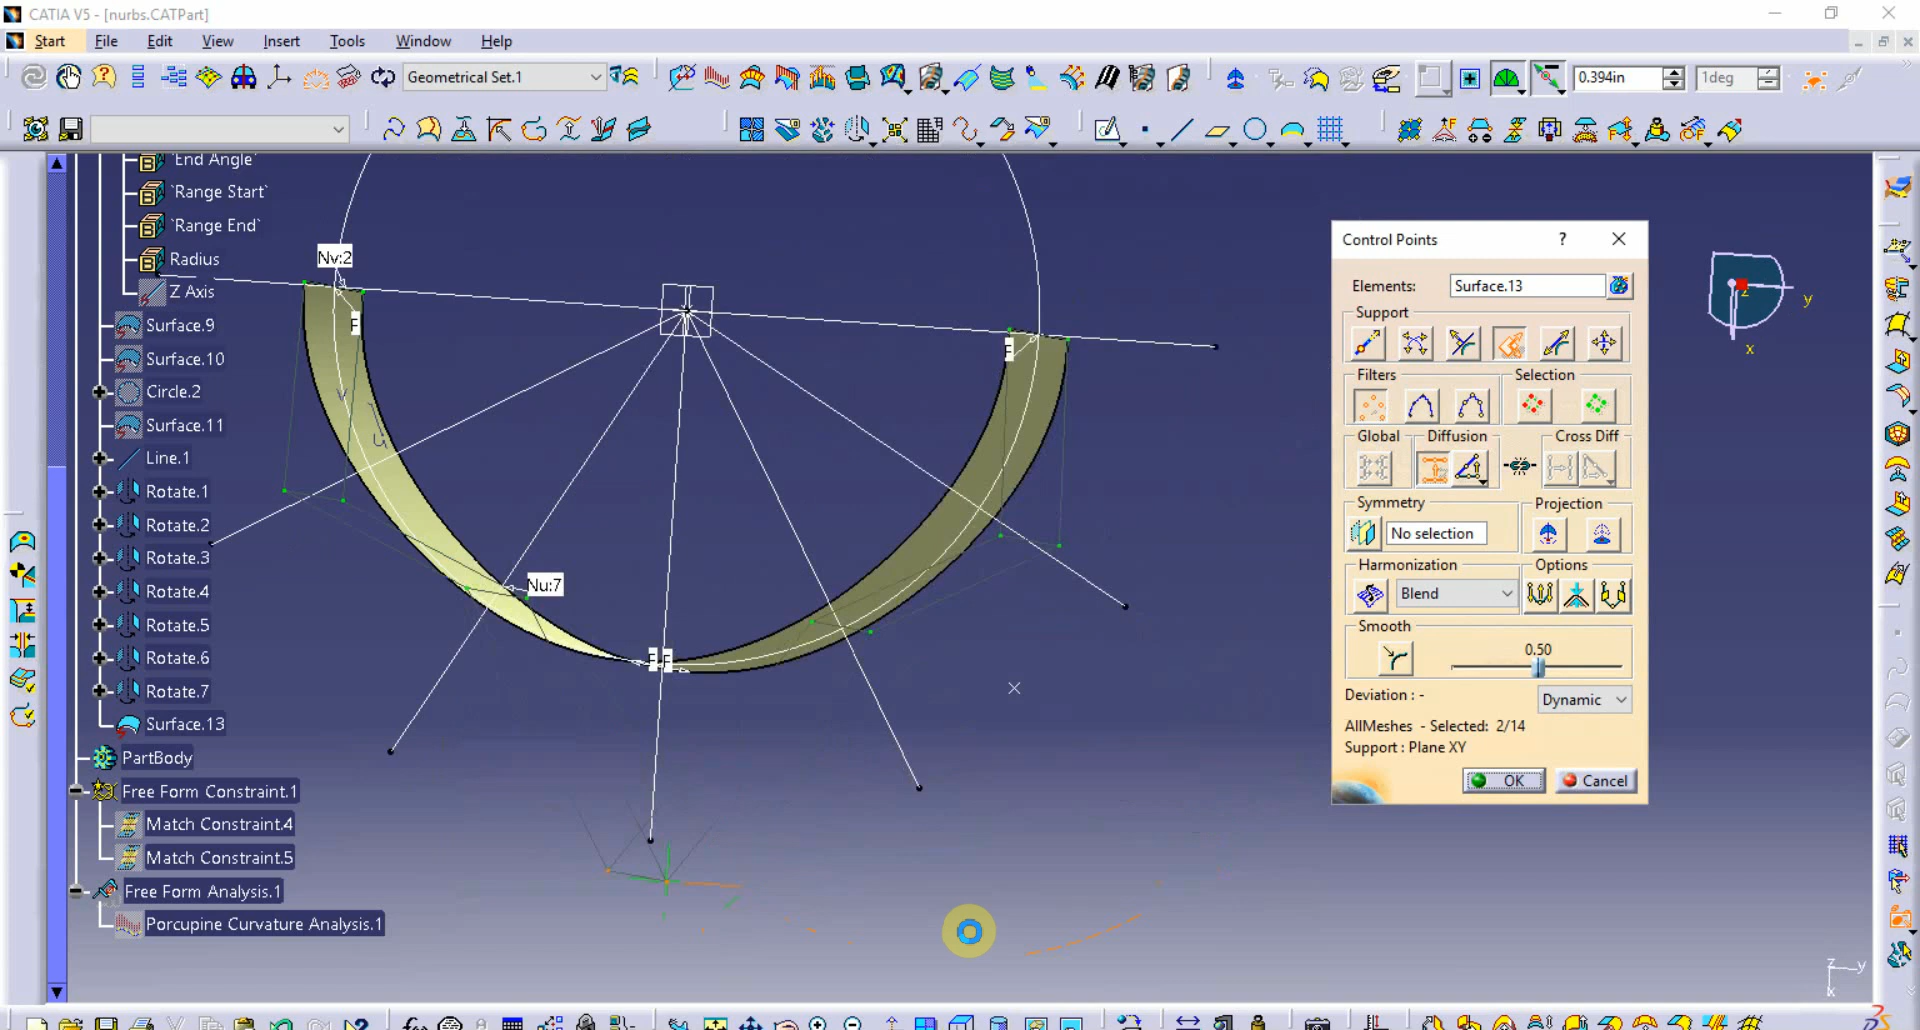 CATIA V5 - [nurbs.CATPart]
Start File Edit View Insert Tools Window Help
Geometrical Set.1
0.394in
1deg
`End Angle`
`Range Start`
`Range End`
Radius
Z Axis
Surface.9
Surface.10
Circle.2
Surface.11
Line.1
Rotate.1
Rotate.2
Rotate.3
Rotate.4
Rotate.5
Rotate.6
Rotate.7
Surface.13
PartBody
Free Form Constraint.1
Match Constraint.4
Match Constraint.5
Free Form Analysis.1
Porcupine Curvature Analysis.1
Nv:2
F
F
Nu:7
F F
Control Points
?
Elements: Surface.13
Support
Filters Selection
Global Diffusion Cross Diff
Symmetry Projection
No selection
Harmonization Options
Blend
Smooth
0.50
Deviation : - Dynamic
AllMeshes - Selected: 2/14
Support : Plane XY
OK Cancel
z
y
x
z
y
x